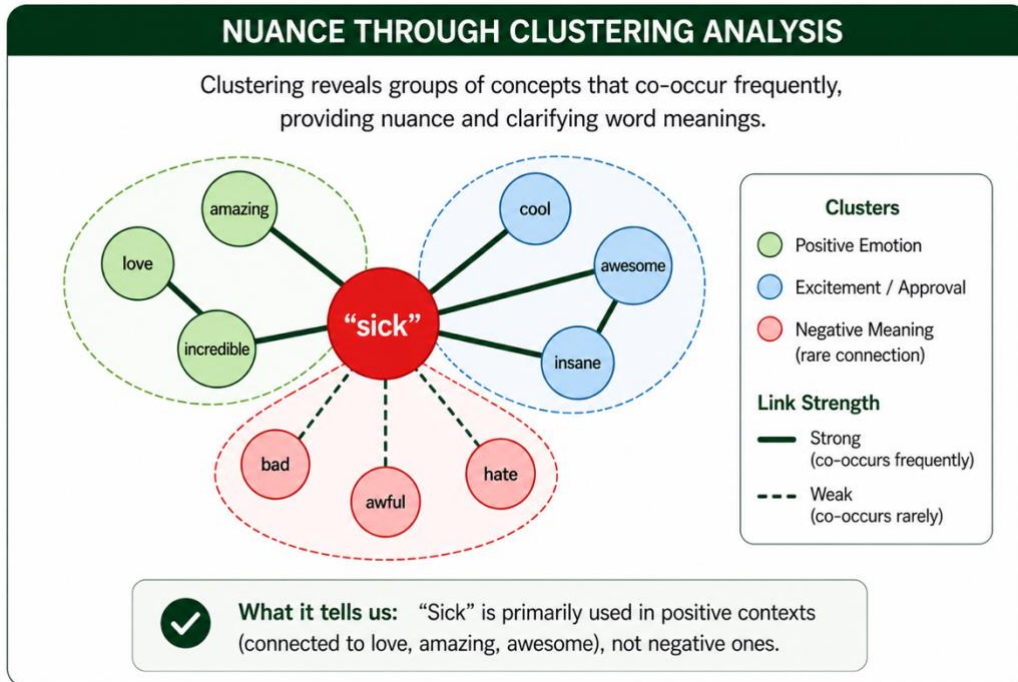 NUANCE THROUGH CLUSTERING ANALYSIS
Clustering reveals groups of concepts that co-occur frequently,
providing nuance and clarifying word meanings.
amazing
love
incredible
"sick"
cool
awesome
insane
bad
awful
hate
Clusters
Positive Emotion
Excitement / Approval
Negative Meaning
(rare connection)
Link Strength
Strong
(co-occurs frequently)
Weak
(co-occurs rarely)
What it tells us: "Sick" is primarily used in positive contexts
(connected to love, amazing, awesome), not negative ones.